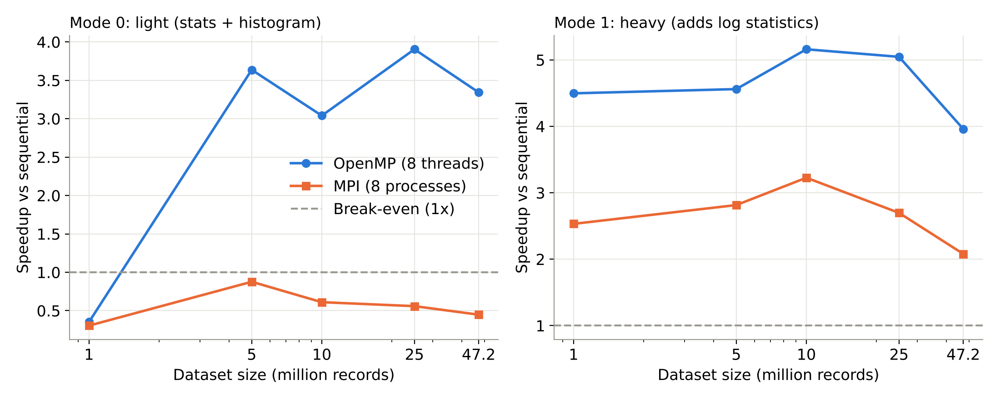 Mode 0: light (stats + histogram)
Speedup vs sequential
4.0
3.5
3.0
2.5
2.0
1.5
1.0
0.5
OpenMP (8 threads)
MPI (8 processes)
Break-even (1x)
1 5 10 25 47.2
Dataset size (million records)
Mode 1: heavy (adds log statistics)
Speedup vs sequential
5
4
3
2
1
1 5 10 25 47.2
Dataset size (million records)